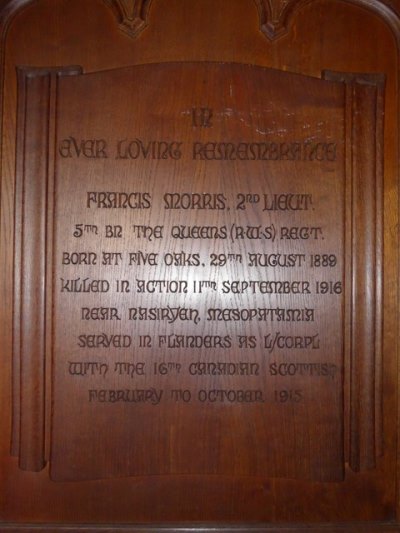 IN
EVER LOVING REMEMBRANCE
FRANCIS MORRIS, 2ND LIEUT.
5TH BN THE QUEENS (R.W.S) REGT.
BORN AT FIVE OAKS, 29TH AUGUST 1889
KILLED IN ACTION 11TH SEPTEMBER 1916
NEAR NASIRYEH, MESOPATAMIA
SERVED IN FLANDERS AS L/CORPL
WITH THE 16TH CANADIAN SCOTTISH
FEBRUARY TO OCTOBER 1915